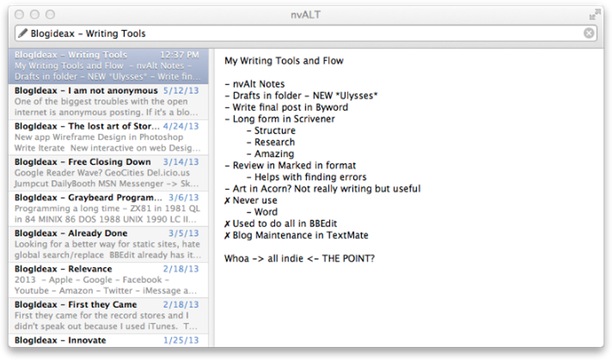 nvALT
Blogideax – Writing Tools
BlogIdeax – Writing Tools 12:32 PM
My Writing Tools and Flow – nvAlt Notes –
Drafts in folder – NEW *Ulysses* – Write fin...
BlogIdeax – I am not anonymous 5/12/13
One of the biggest troubles with the open
internet is anonymous posting. If it's a blo...
BlogIdeax – The lost art of Stor... 4/24/13
New app Wireframe Design in Photoshop
Write Iterate New interactive on web Desig...
BlogIdeax – Free Closing Down 3/14/13
Google Reader Wave? GeoCities Del.icio.us
Jumpcut DailyBooth MSN Messenger -> Sk...
BlogIdeax – Graybeard Program... 3/6/13
Programming a long time – ZX81 in 1981 QL
in 84 MINIX 86 DOS 1988 UNIX 1990 LC II...
BlogIdeax – Already Done 3/5/13
Looking for a better way for static sites, hate
global search/replace BBEdit already has it...
BlogIdeax – Relevance 2/18/13
2013 – Apple – Google – Facebook –
Youtube – Amazon – Twitter – iMessage a...
BlogIdeax – First they Came 2/18/13
First they came for the record stores and I
didn't speak out because I used iTunes. T...
BlogIdeax – Innovate 1/25/13
My Writing Tools and Flow
– nvAlt Notes
– Drafts in folder – NEW *Ulysses*
– Write final post in Byword
– Long form in Scrivener
– Structure
– Research
– Amazing
– Review in Marked in format
– Helps with finding errors
– Art in Acorn? Not really writing but useful
✗ Never use
– Word
✗ Used to do all in BBEdit
✗ Blog Maintenance in TextMate
Whoa -> all indie <- THE POINT?